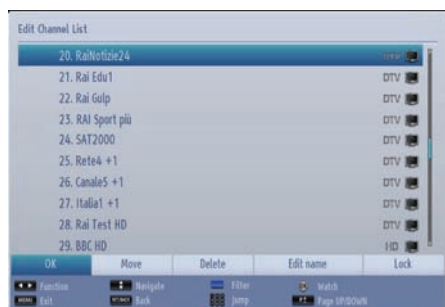 Edit Channel List
20. RaiNotizie24
21. Rai Edu1 DTV
22. Rai Gulp DTV
23. RAI Sport più DTV
24. SAT2000 DTV
25. Rete4 +1 DTV
26. Canale5 +1 DTV
27. Italia1 +1 DTV
28. Rai Test HD DTV
29. BBC HD HD
OK Move Delete Edit name Lock
Function Navigate Filter Watch
MENU Exit Back Jump Page UP/DOWN